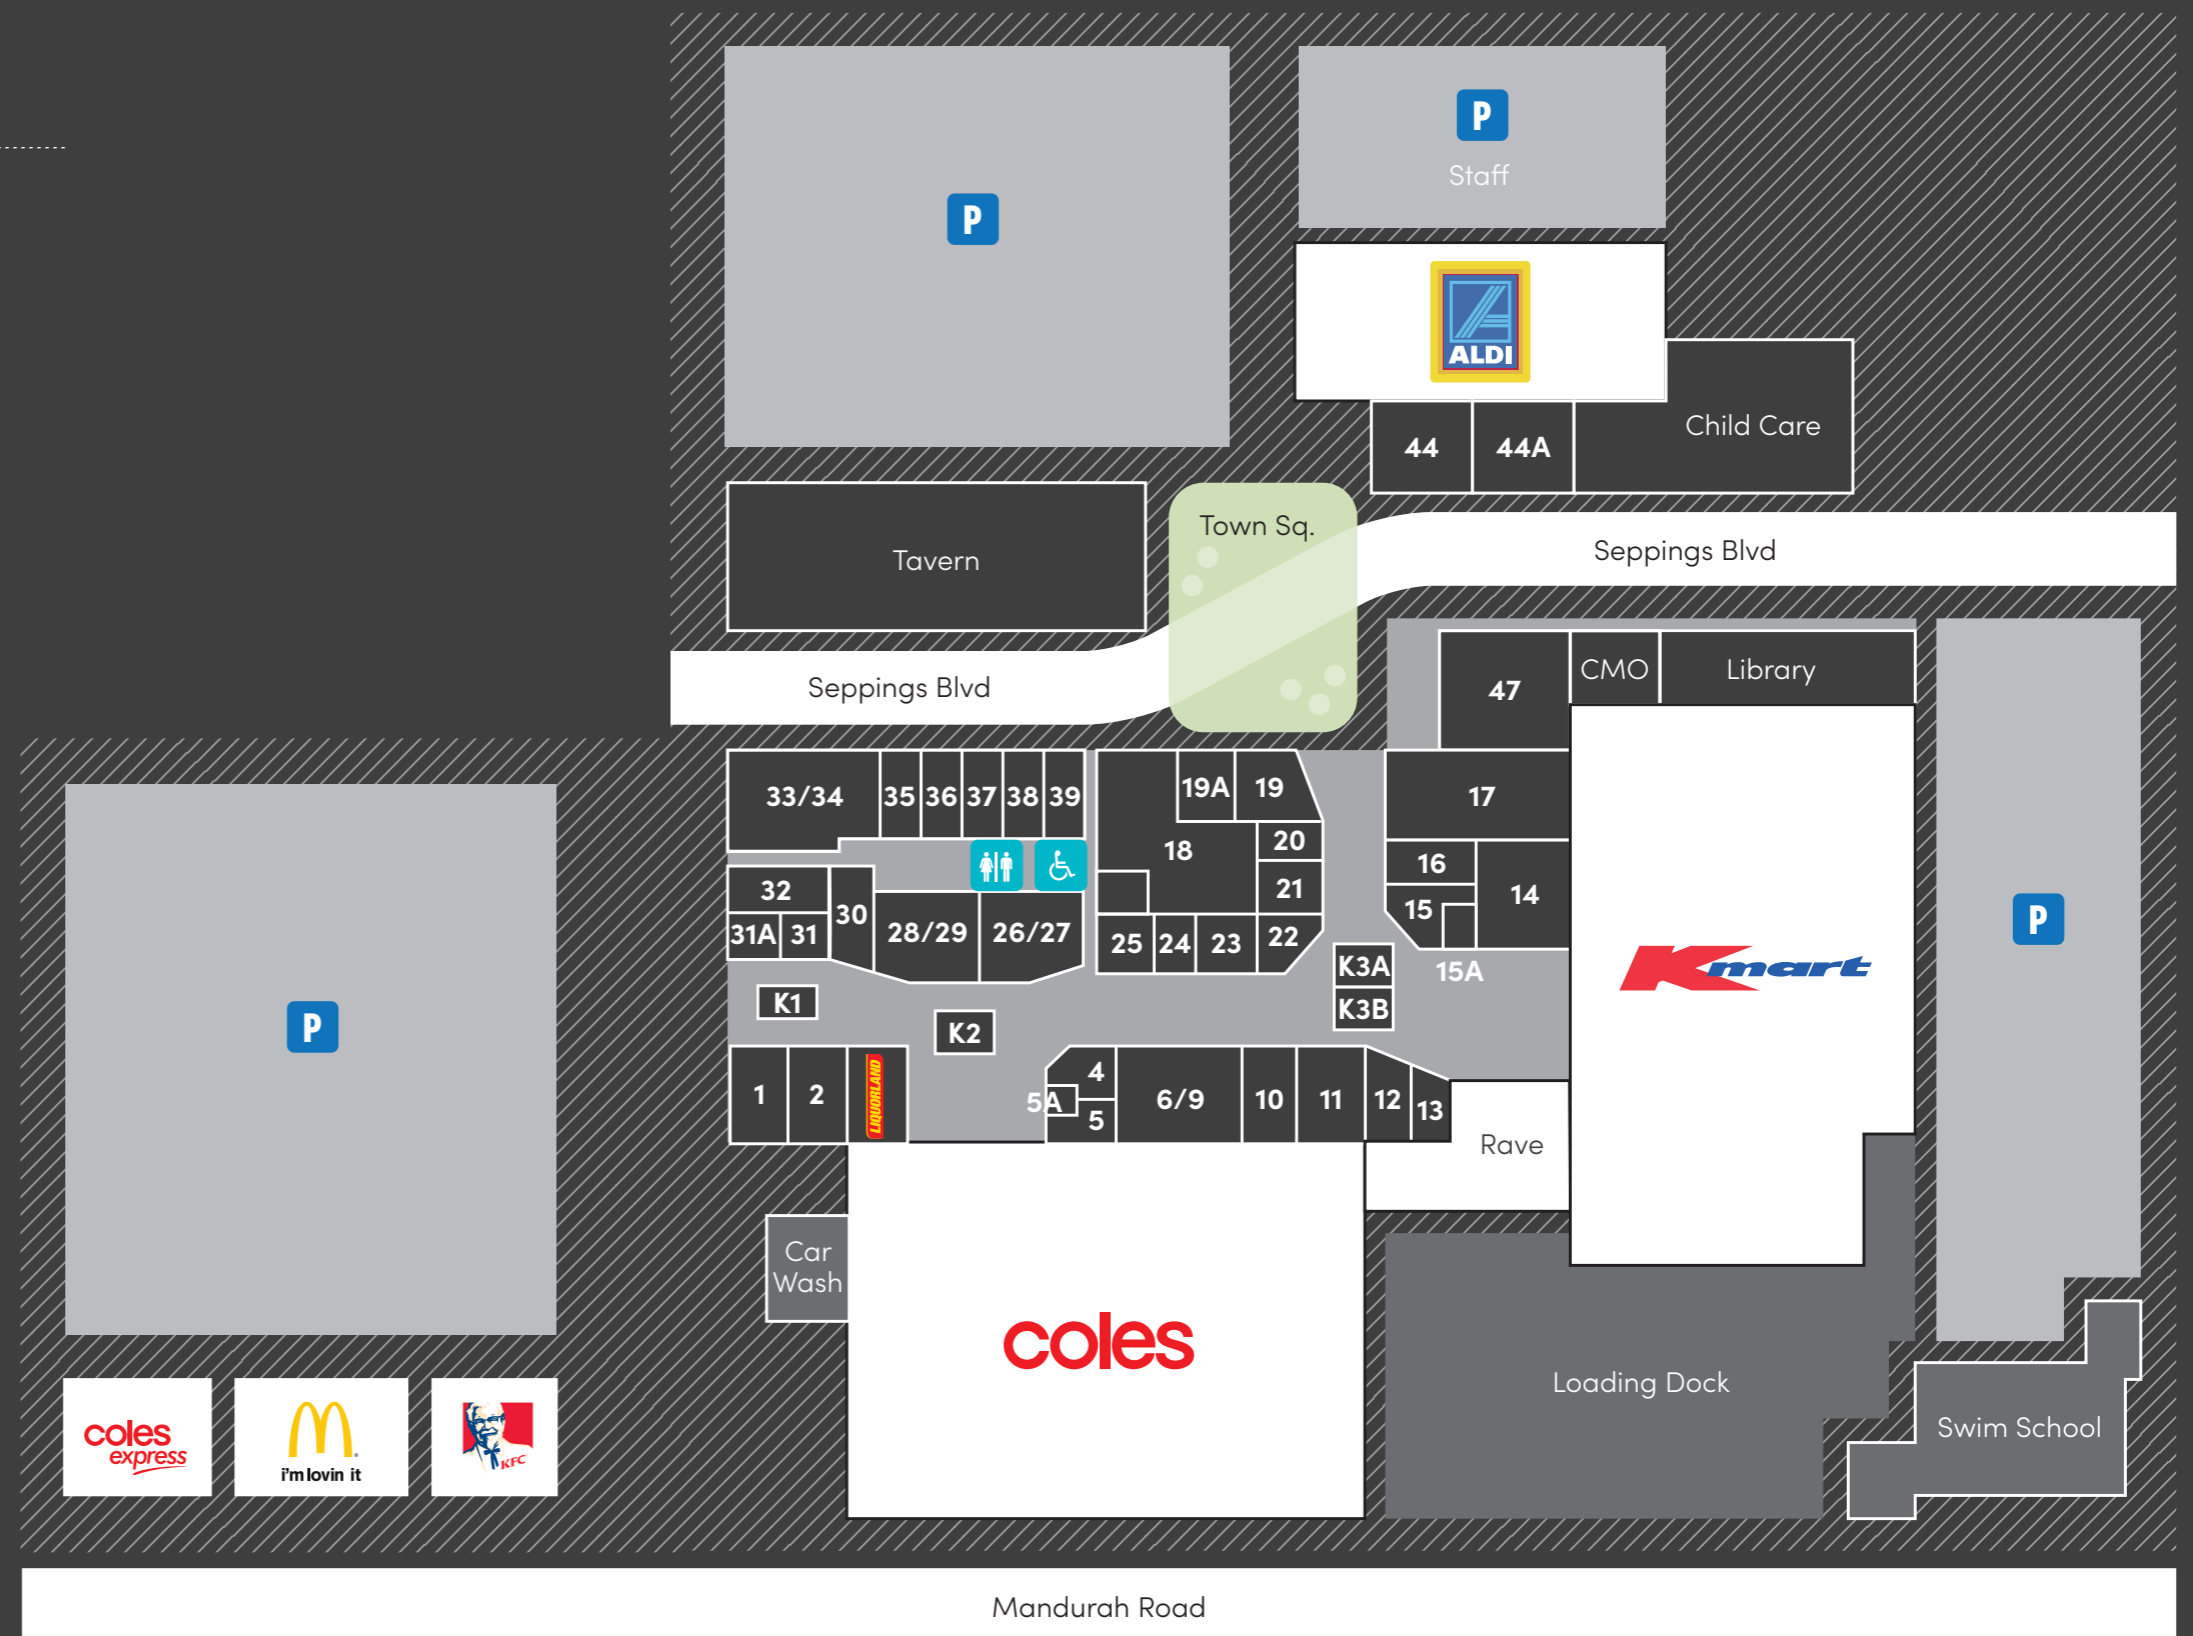 P
Staff
P
ALDI
44
44A
Child Care
Town Sq.
Tavern
Seppings Blvd
Seppings Blvd
47
CMO
Library
33/34
35
36
37
38
39
19A
19
17
18
20
16
21
14
32
30
15
31A
31
28/29
26/27
25
24
23
22
P
K3A
15A
Kmart
K1
K3B
K2
P
1
2
LIQUORLAND
4
5A
5
6/9
10
11
12
13
Rave
Car
Wash
coles
Loading Dock
Swim School
coles
express
i'm lovin it
KFC
Mandurah Road